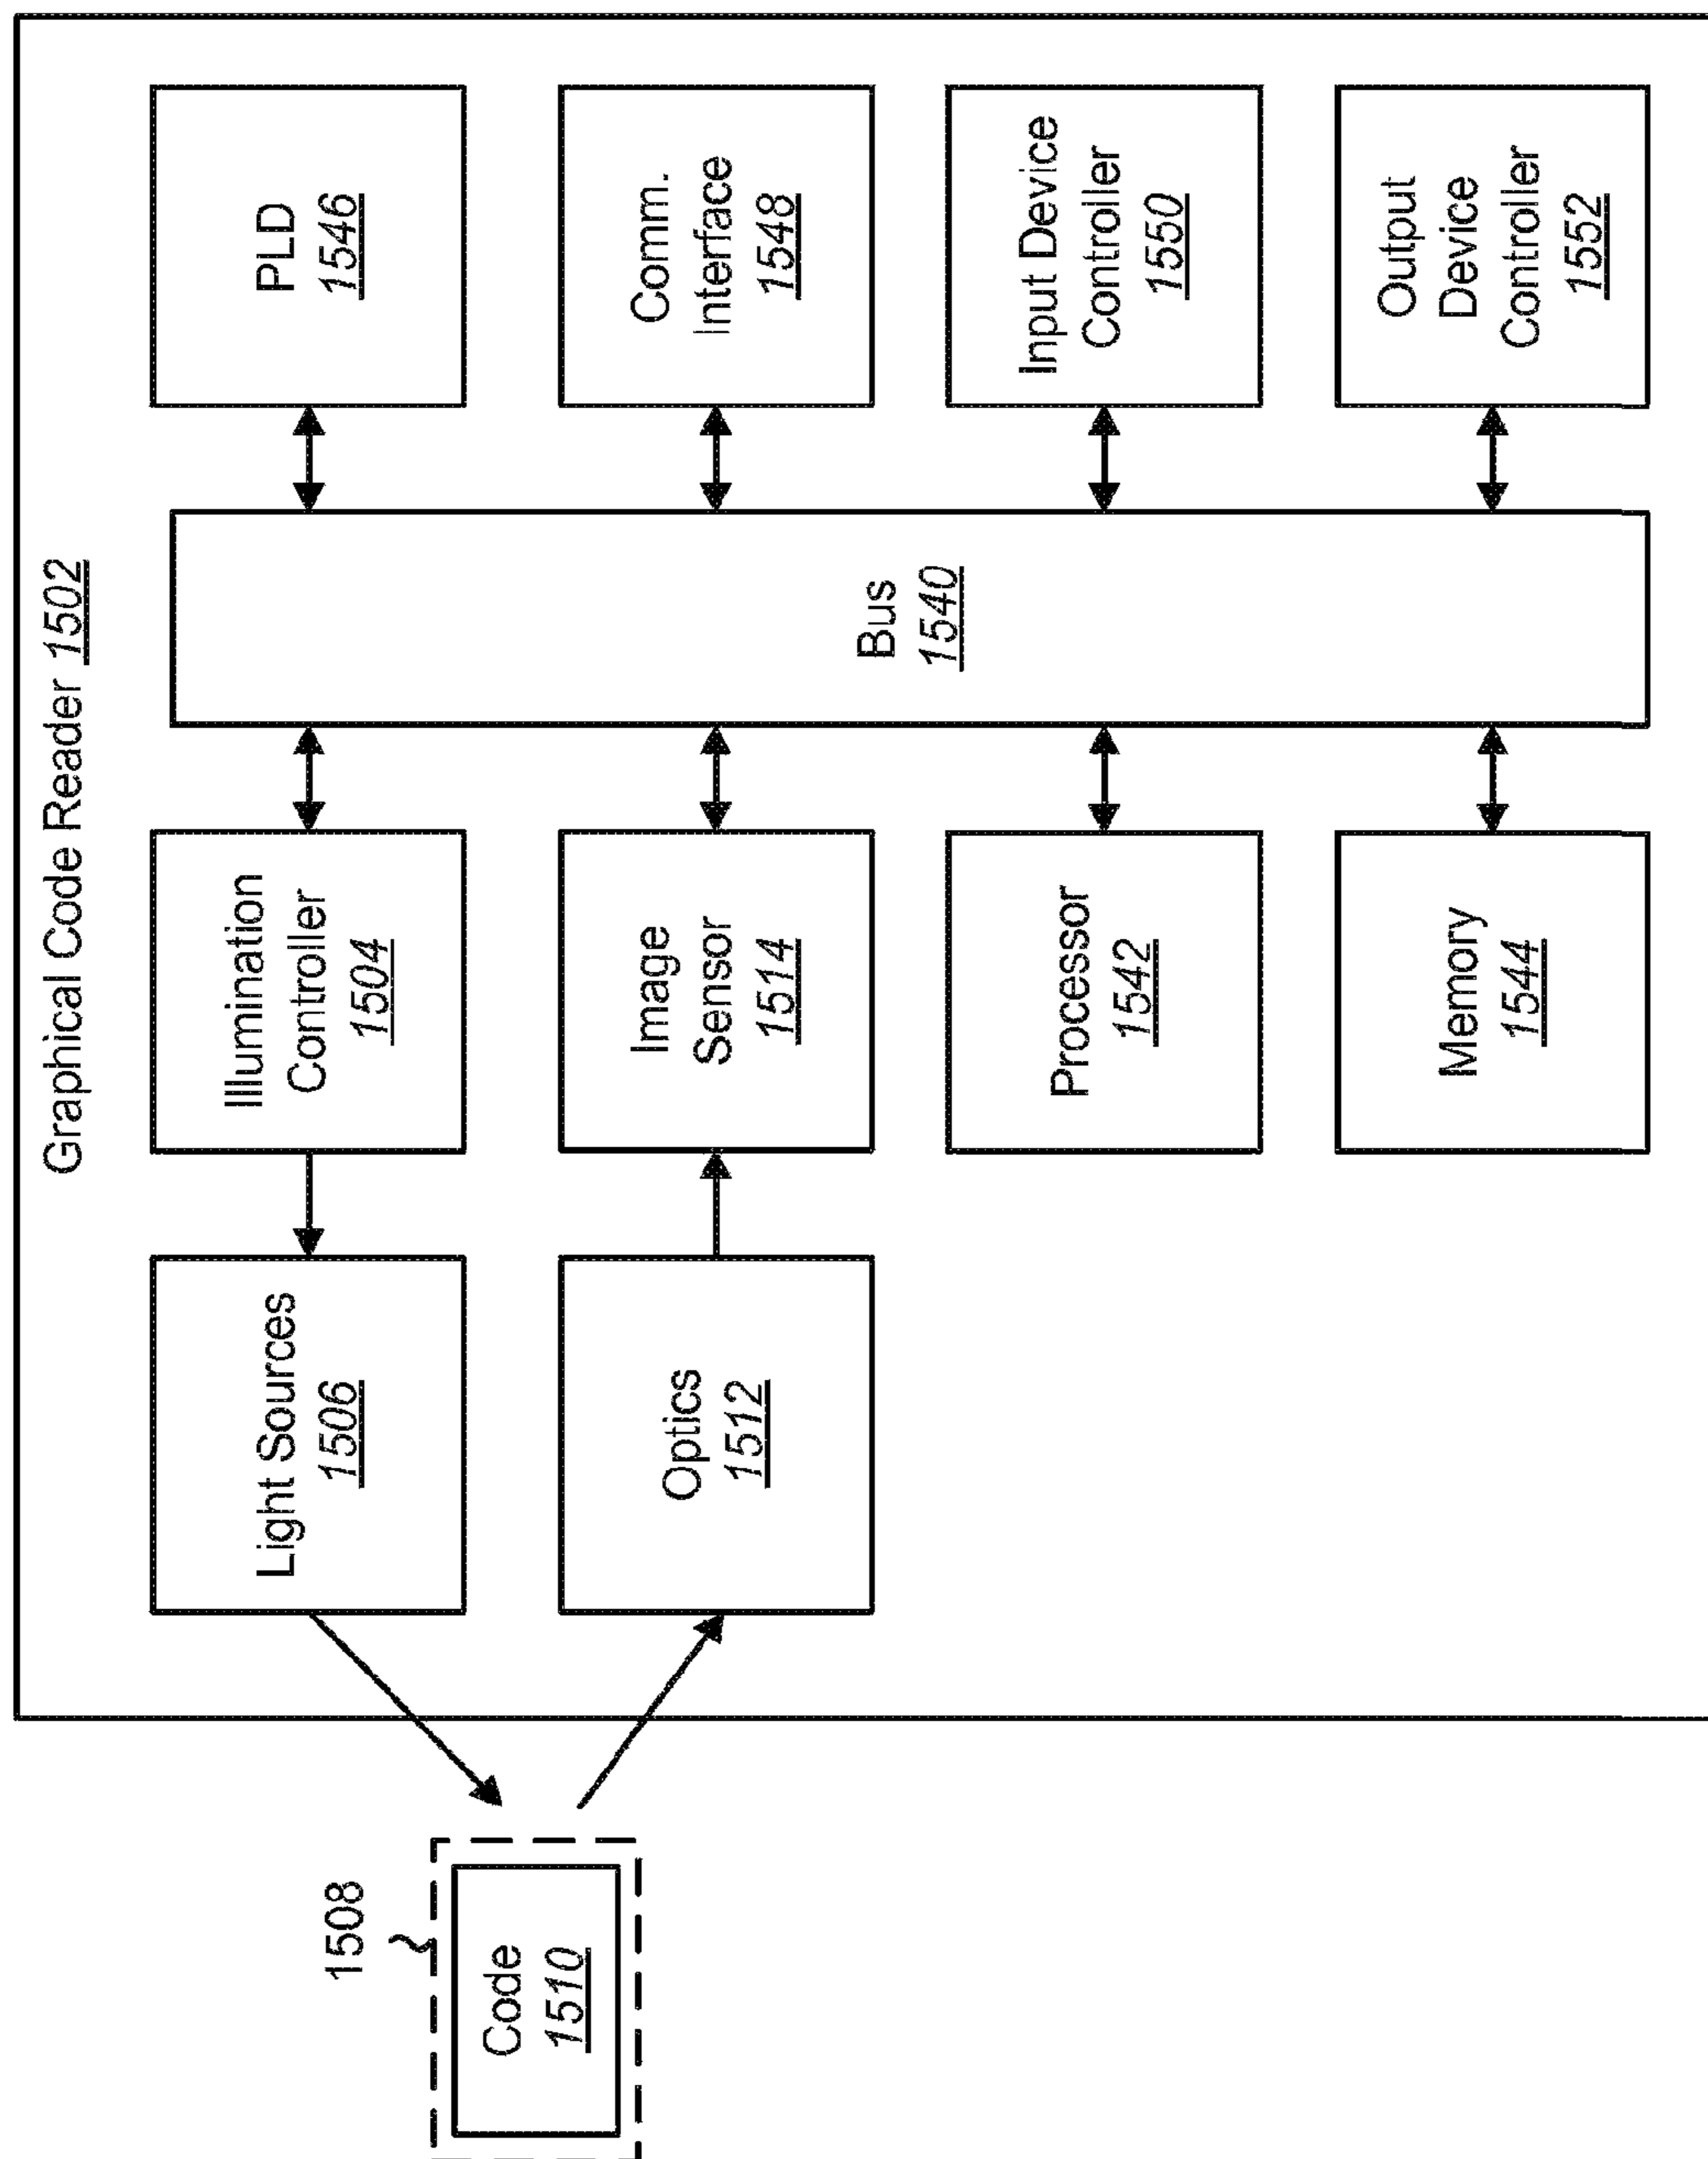 Graphical Code Reader 1502
Light Sources
1506
Illumination
Controller
1504
PLD
1546
1508
Code
1510
Optics
1512
Image
Sensor
1514
Bus
1540
Comm.
Interface
1548
Processor
1542
Input Device
Controller
1550
Memory
1544
Output
Device
Controller
1552